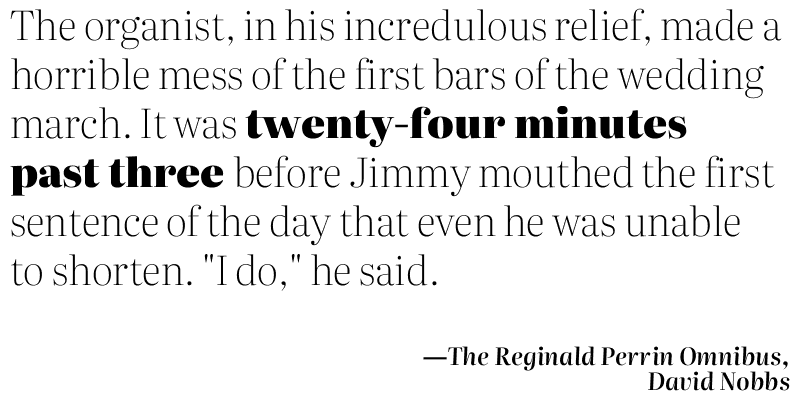 The organist, in his incredulous relief, made a
horrible mess of the first bars of the wedding
march. It was twenty-four minutes
past three before Jimmy mouthed the first
sentence of the day that even he was unable
to shorten. "I do," he said.
—The Reginald Perrin Omnibus,
David Nobbs